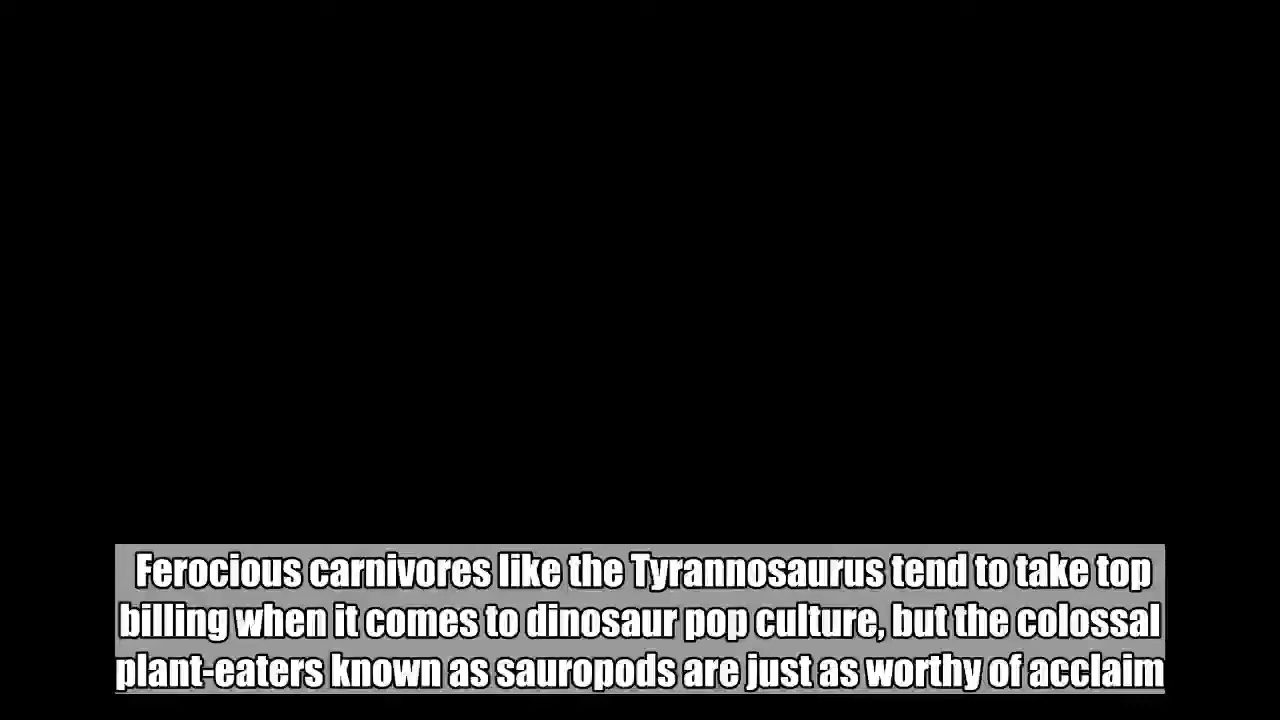 Ferocious carnivores like the Tyrannosaurus tend to take top
billing when it comes to dinosaur pop culture, but the colossal
plant-eaters known as sauropods are just as worthy of acclaim